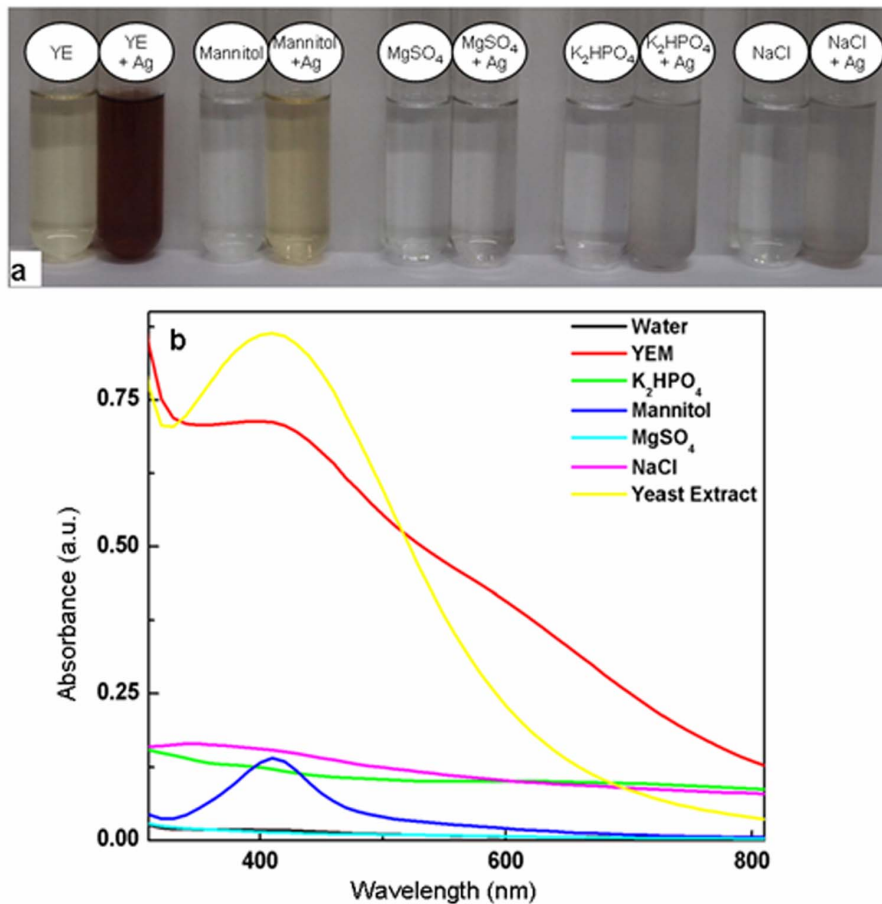 YE
YE
+ Ag
Mannitol
Mannitol
+Ag
MgSO₄
MgSO₄
+ Ag
K₂HPO₄
K₂HPO₄
+ Ag
NaCl
NaCl
+ Ag
a
b
Water
YEM
K₂HPO₄
Mannitol
MgSO₄
NaCl
Yeast Extract
0.75
0.50
0.25
0.00
Absorbance (a.u.)
400
600
800
Wavelength (nm)